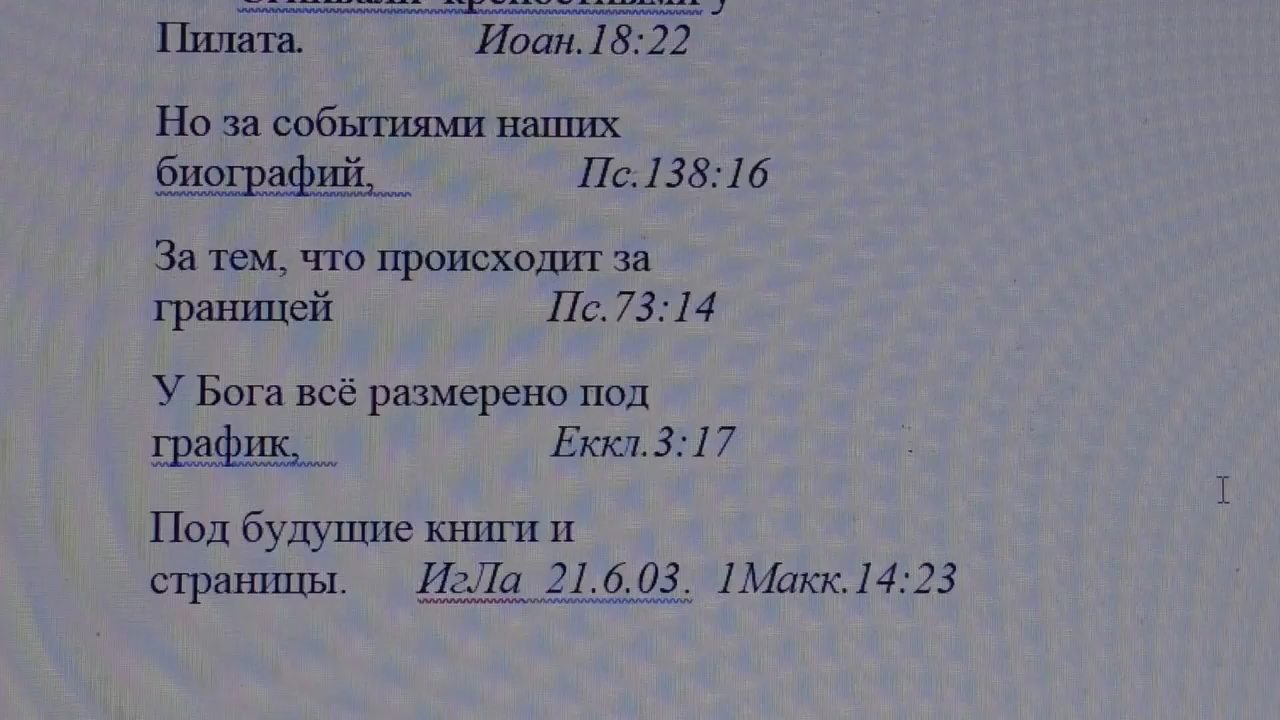 у
Пилата. Иоан.18:22
Но за событиями наших
биографий, Пс.138:16
За тем, что происходит за
границей Пс.73:14
У Бога всё размерено под
график, Еккл.3:17
Под будущие книги и
страницы. ИгЛа 21.6.03. 1Макк.14:23